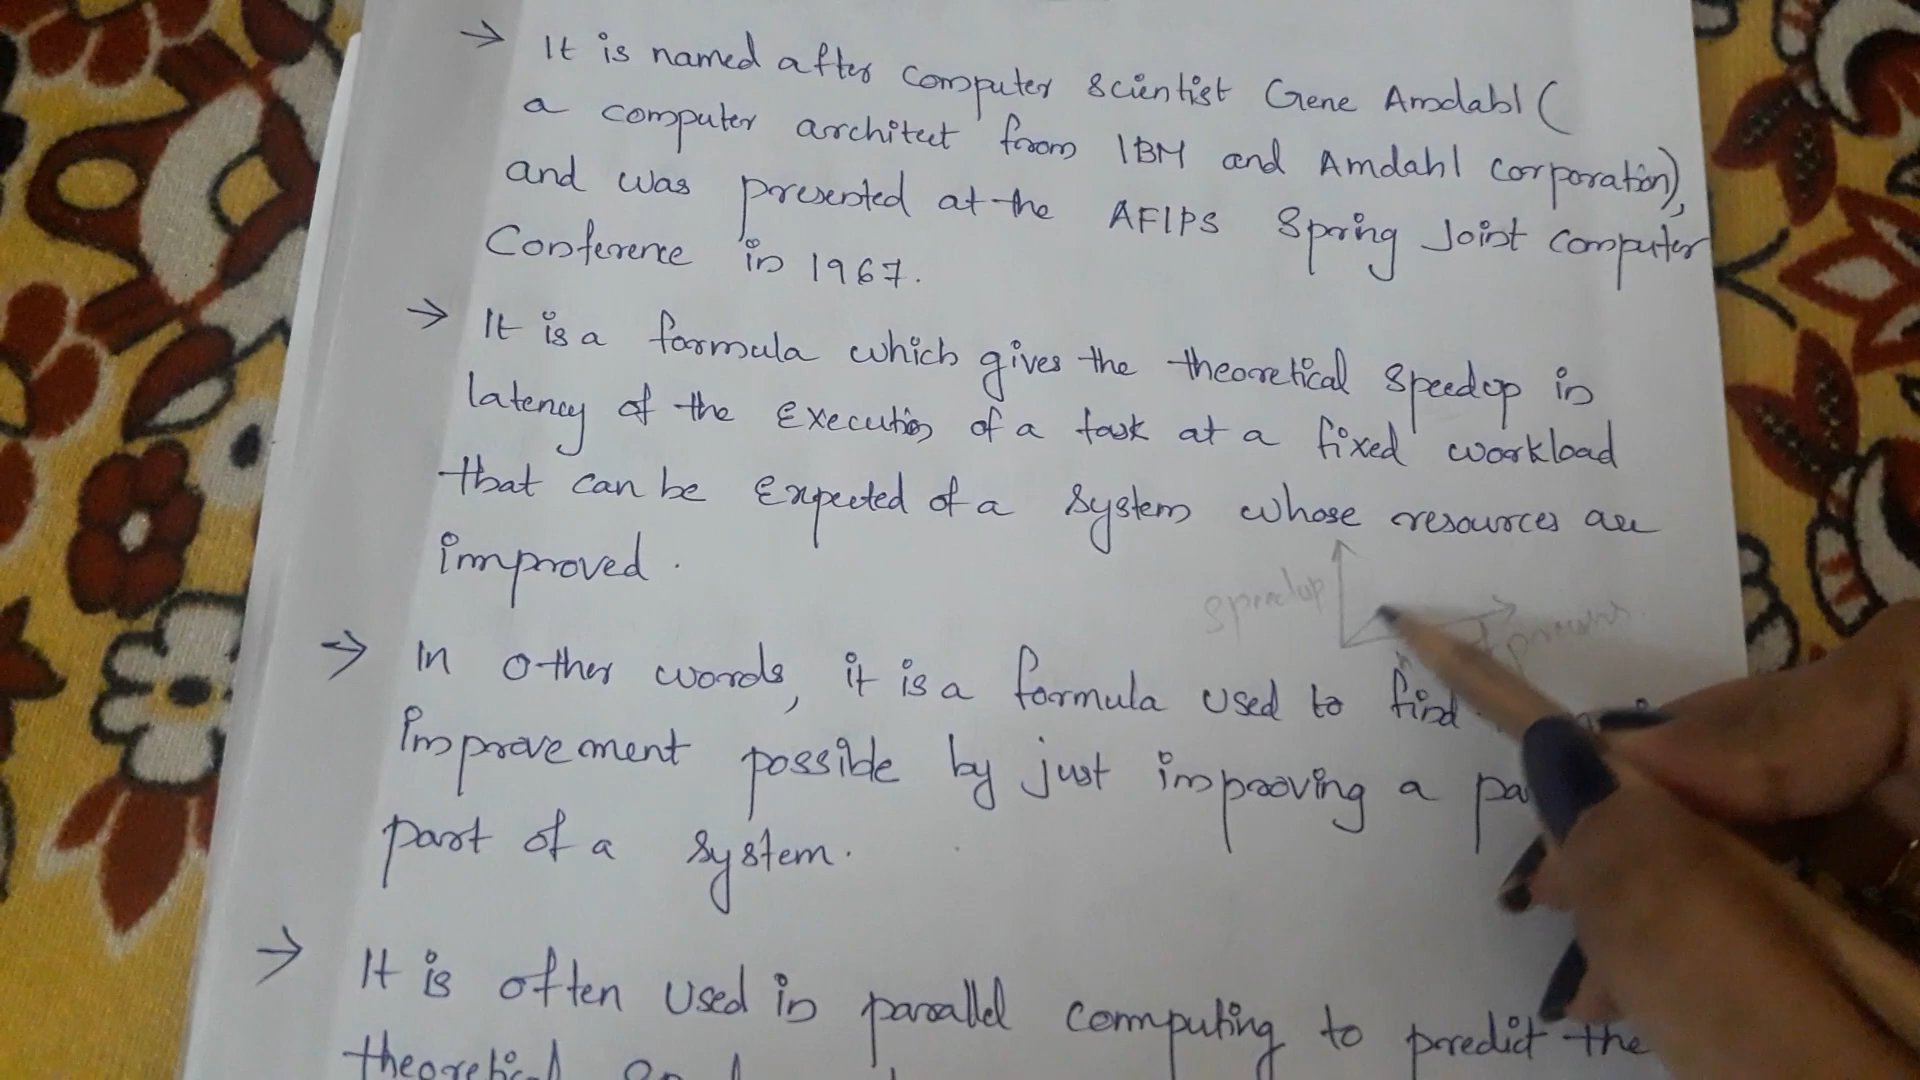 → It is named after computer scientist Gene Amdahl (
a computer architect from IBM and Amdahl corporation),
and was presented at the AFIPS Spring Joint Computer
Conference in 1967.
→ It is a formula which gives the theoretical speedup in
latency of the execution of a task at a fixed workload
that can be expected of a system whose resources are
improved.
speedup
→ In other words, it is a formula used to find
improvement possible by just improving a
part of a system.
→ It is often used in parallel computing to predict the
theoretical